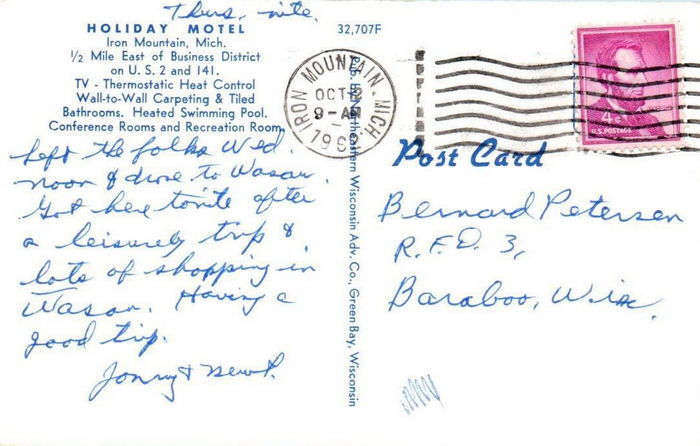 Thurs, nite.
HOLIDAY MOTEL
Iron Mountain, Mich.
½ Mile East of Business District
on U. S. 2 and 141.
TV - Thermostatic Heat Control
Wall-to-Wall Carpeting & Tiled
Bathrooms. Heated Swimming Pool.
Conference Rooms and Recreation Room
Left the folks Wed.
noon & drove to Wasau.
Got here tonite after
a leisurely trip &
lots of shopping in
Wasau. Having a
good trip.
& Newt.
32,707F
Pub. by Northeastern Wisconsin Adv. Co., Green Bay, Wisconsin
IRON MOUNTAIN, MICH
OCT
9-AM
196
4¢
U.S. POSTAGE
Post Card
Bernard Petersen
R.F.D. 3,
Baraboo, Wis.